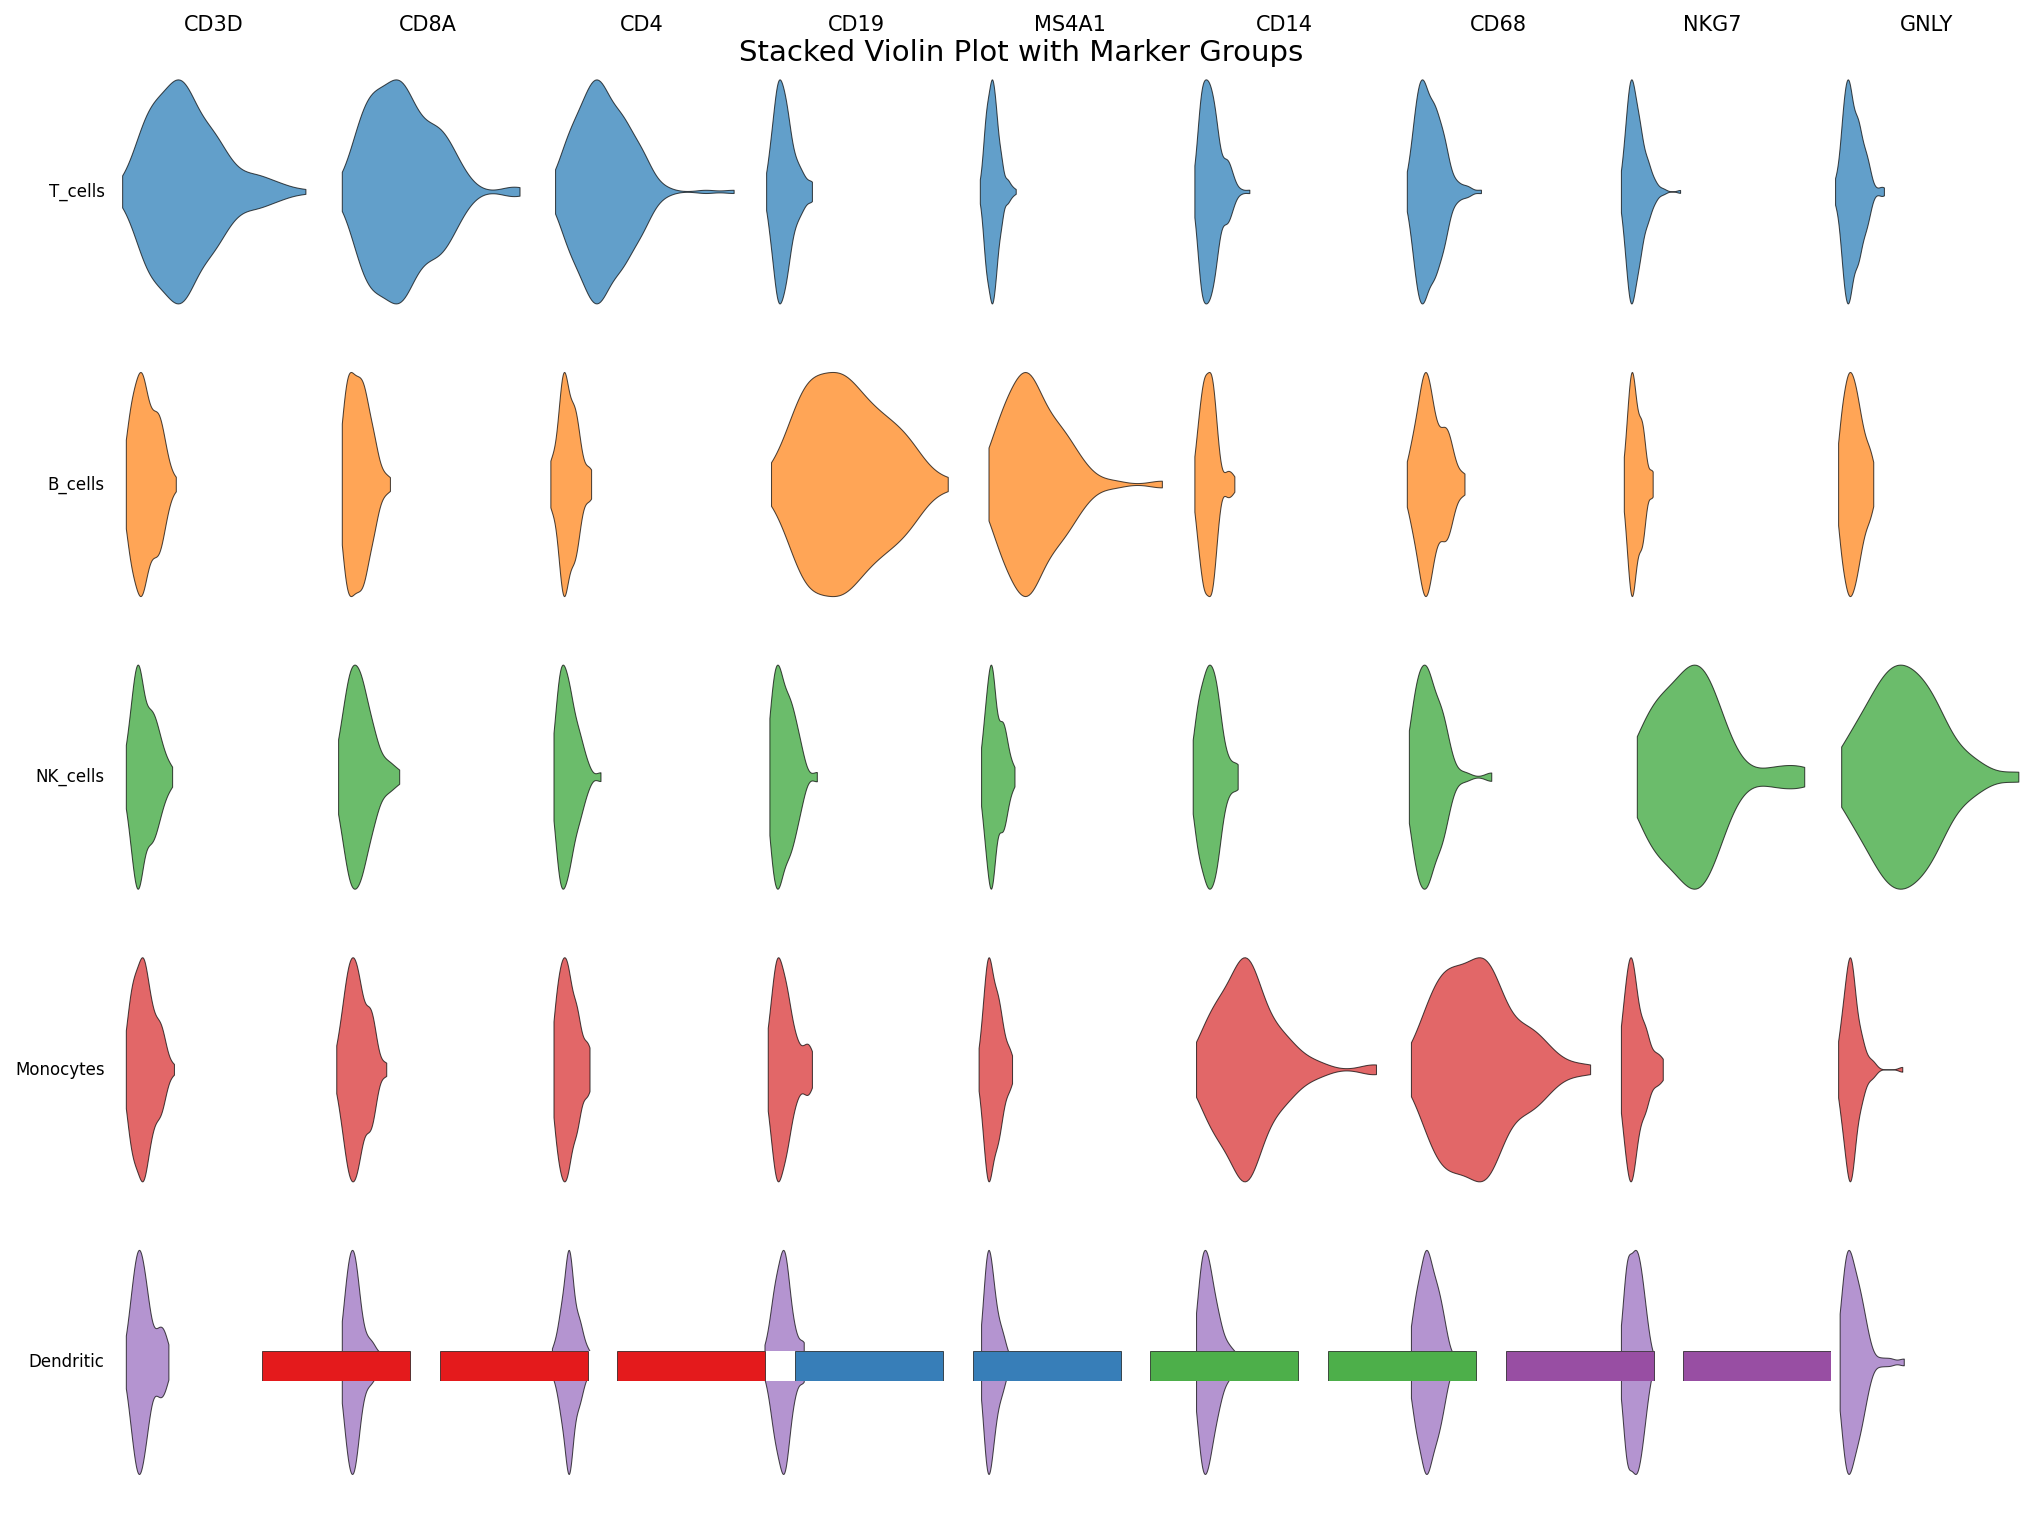 CD3D CD8A CD4 CD19 MS4A1 CD14 CD68 NKG7 GNLY
Stacked Violin Plot with Marker Groups
T_cells
B_cells
NK_cells
Monocytes
Dendritic